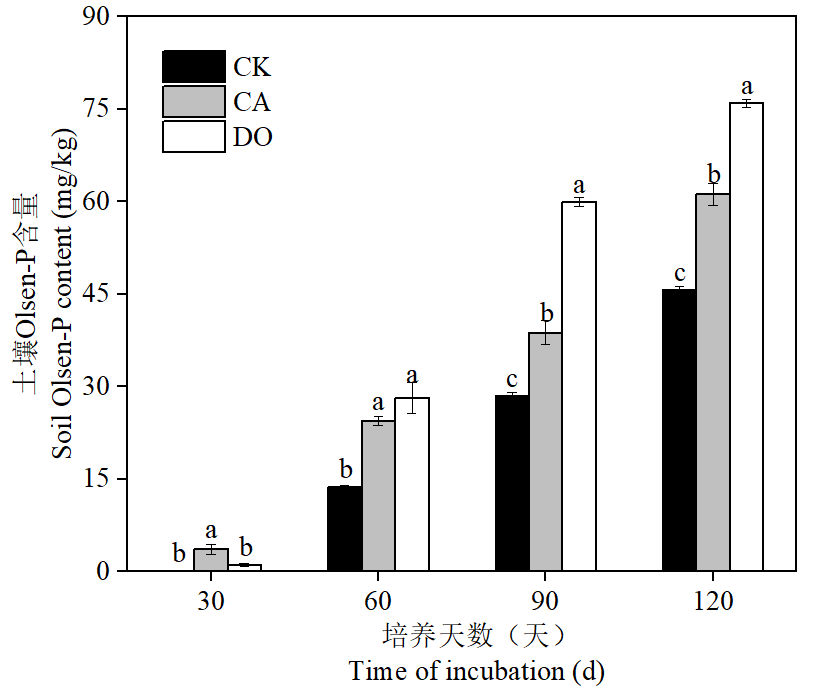 90
75
60
45
30
15
0
土壤Olsen-P含量
Soil Olsen-P content (mg/kg)
CK
CA
DO
b
a
b
b
a
a
c
b
a
c
b
a
30
60
90
120
培养天数（天）
Time of incubation (d)